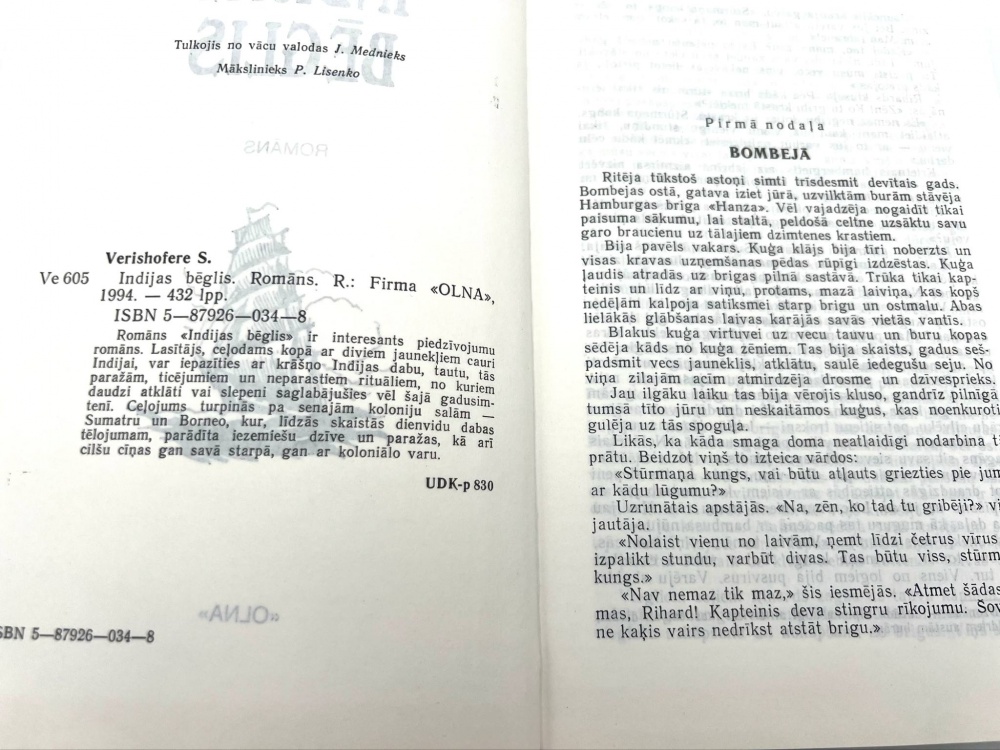 Tulkojis no vācu valodas J. Mednieks
Mākslinieks P. Lisenko
ROMĀNS
Verishofere S.
Ve 605 Indijas bēglis. Romāns. R.: Firma «OLNA»,
1994. — 432 lpp.
ISBN 5—87926—034—8
Romāns «Indijas bēglis» ir interesants piedzīvojumu
romāns. Lasītājs, ceļodams kopā ar diviem jaunekļiem cauri
Indijai, var iepazīties ar krāšņo Indijas dabu, tautu, tās
paražām, ticējumiem un neparastiem rituāliem, no kuriem
daudzi atklāti vai slepeni saglabājušies vēl šajā gadusim-
tenī. Ceļojums turpinās pa senajām koloniju salām —
Sumatru un Borneo, kur, līdzās skaistās dienvidu dabas
tēlojumam, parādīta iezemiešu dzīve un paražas, kā arī
cilšu cīņas gan savā starpā, gan ar koloniālo varu.
UDK-p 830
«OLNA»
SBN 5—87926—034—8
Pirmā nodaļa
BOMBEJĀ
Ritēja tūkstoš astoņi simti trīsdesmit devītais gads.
Bombejas ostā, gatava iziet jūrā, uzvilktām burām stāvēja
Hamburgas briga «Hanza». Vēl vajadzēja nogaidīt tikai
paisuma sākumu, lai staltā, peldošā celtne uzsāktu savu
garo braucienu uz tālajiem dzimtenes krastiem.
Bija pavēls vakars. Kuģa klājs bija tīri noberzts un
visas kravas uzņemšanas pēdas rūpīgi izdzēstas. Kuģa
ļaudis atradās uz brigas pilnā sastāvā. Trūka tikai kap-
teinis un līdz ar viņu, protams, mazā laiviņa, kas kopš
nedēļām kalpoja satiksmei starp brigu un ostmalu. Abas
lielākās glābšanas laivas karājās savās vietās vantīs.
Blakus kuģa virtuvei uz vecu tauvu un buru kopas
sēdēja kāds no kuģa zēniem. Tas bija skaists, gadus seš-
padsmit vecs jauneklis, atklātu, saulē iedegušu seju. No
viņa zilajām acīm atmirdzēja drosme un dzīvesprieks.
Jau ilgāku laiku tas bija vērojis kluso, gandrīz pilnīgā
tumsā tīto jūru un neskaitāmos kuģus, kas noenkuroti
gulēja uz tās spoguļa.
Likās, ka kāda smaga doma neatlaidīgi nodarbina t
prātu. Beidzot viņš to izteica vārdos:
«Stūrmaņa kungs, vai būtu atļauts griezties pie jum
ar kādu lūgumu?»
Uzrunātais apstājās. «Na, zēn, ko tad tu gribēji?» vi
jautāja.
«Nolaist vienu no laivām, ņemt līdzi četrus vīrus
izpalikt stundu, varbūt divas! Tas būtu viss, stūrm
kungs.»
«Nav nemaz tik maz,» šis iesmējās. «Atmet šādas
mas, Rihard! Kapteinis deva stingru rīkojumu. Šov
ne kaķis vairs nedrīkst atstāt brigu.»